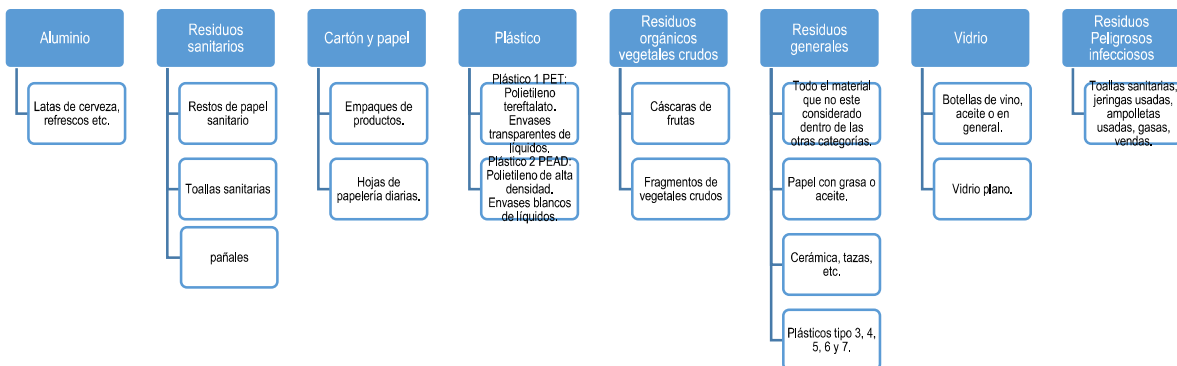 Aluminio
Latas de cerveza,
refrescos etc.
Residuos
sanitarios
Restos de papel
sanitario
Toallas sanitarias
pañales
Cartón y papel
Empaques de
productos.
Hojas de
papelería diarias.
Plástico
Plástico 1 PET:
Polietileno
tereftalato.
Envases
transparentes de
líquidos.
Plástico 2 PEAD:
Polietileno de alta
densidad.
Envases blancos
de líquidos.
Residuos
orgánicos
vegetales crudos
Cáscaras de
frutas
Fragmentos de
vegetales crudos
Residuos
generales
Todo el material
que no este
considerado
dentro de las
otras categorías.
Papel con grasa o
aceite.
Cerámica, tazas,
etc.
Plásticos tipo 3, 4,
5, 6 y 7.
Vidrio
Botellas de vino,
aceite o en
general.
Vidrio plano.
Residuos
Peligrosos
infecciosos
Toallas sanitarias,
jeringas usadas,
ampolletas
usadas, gasas,
vendas.